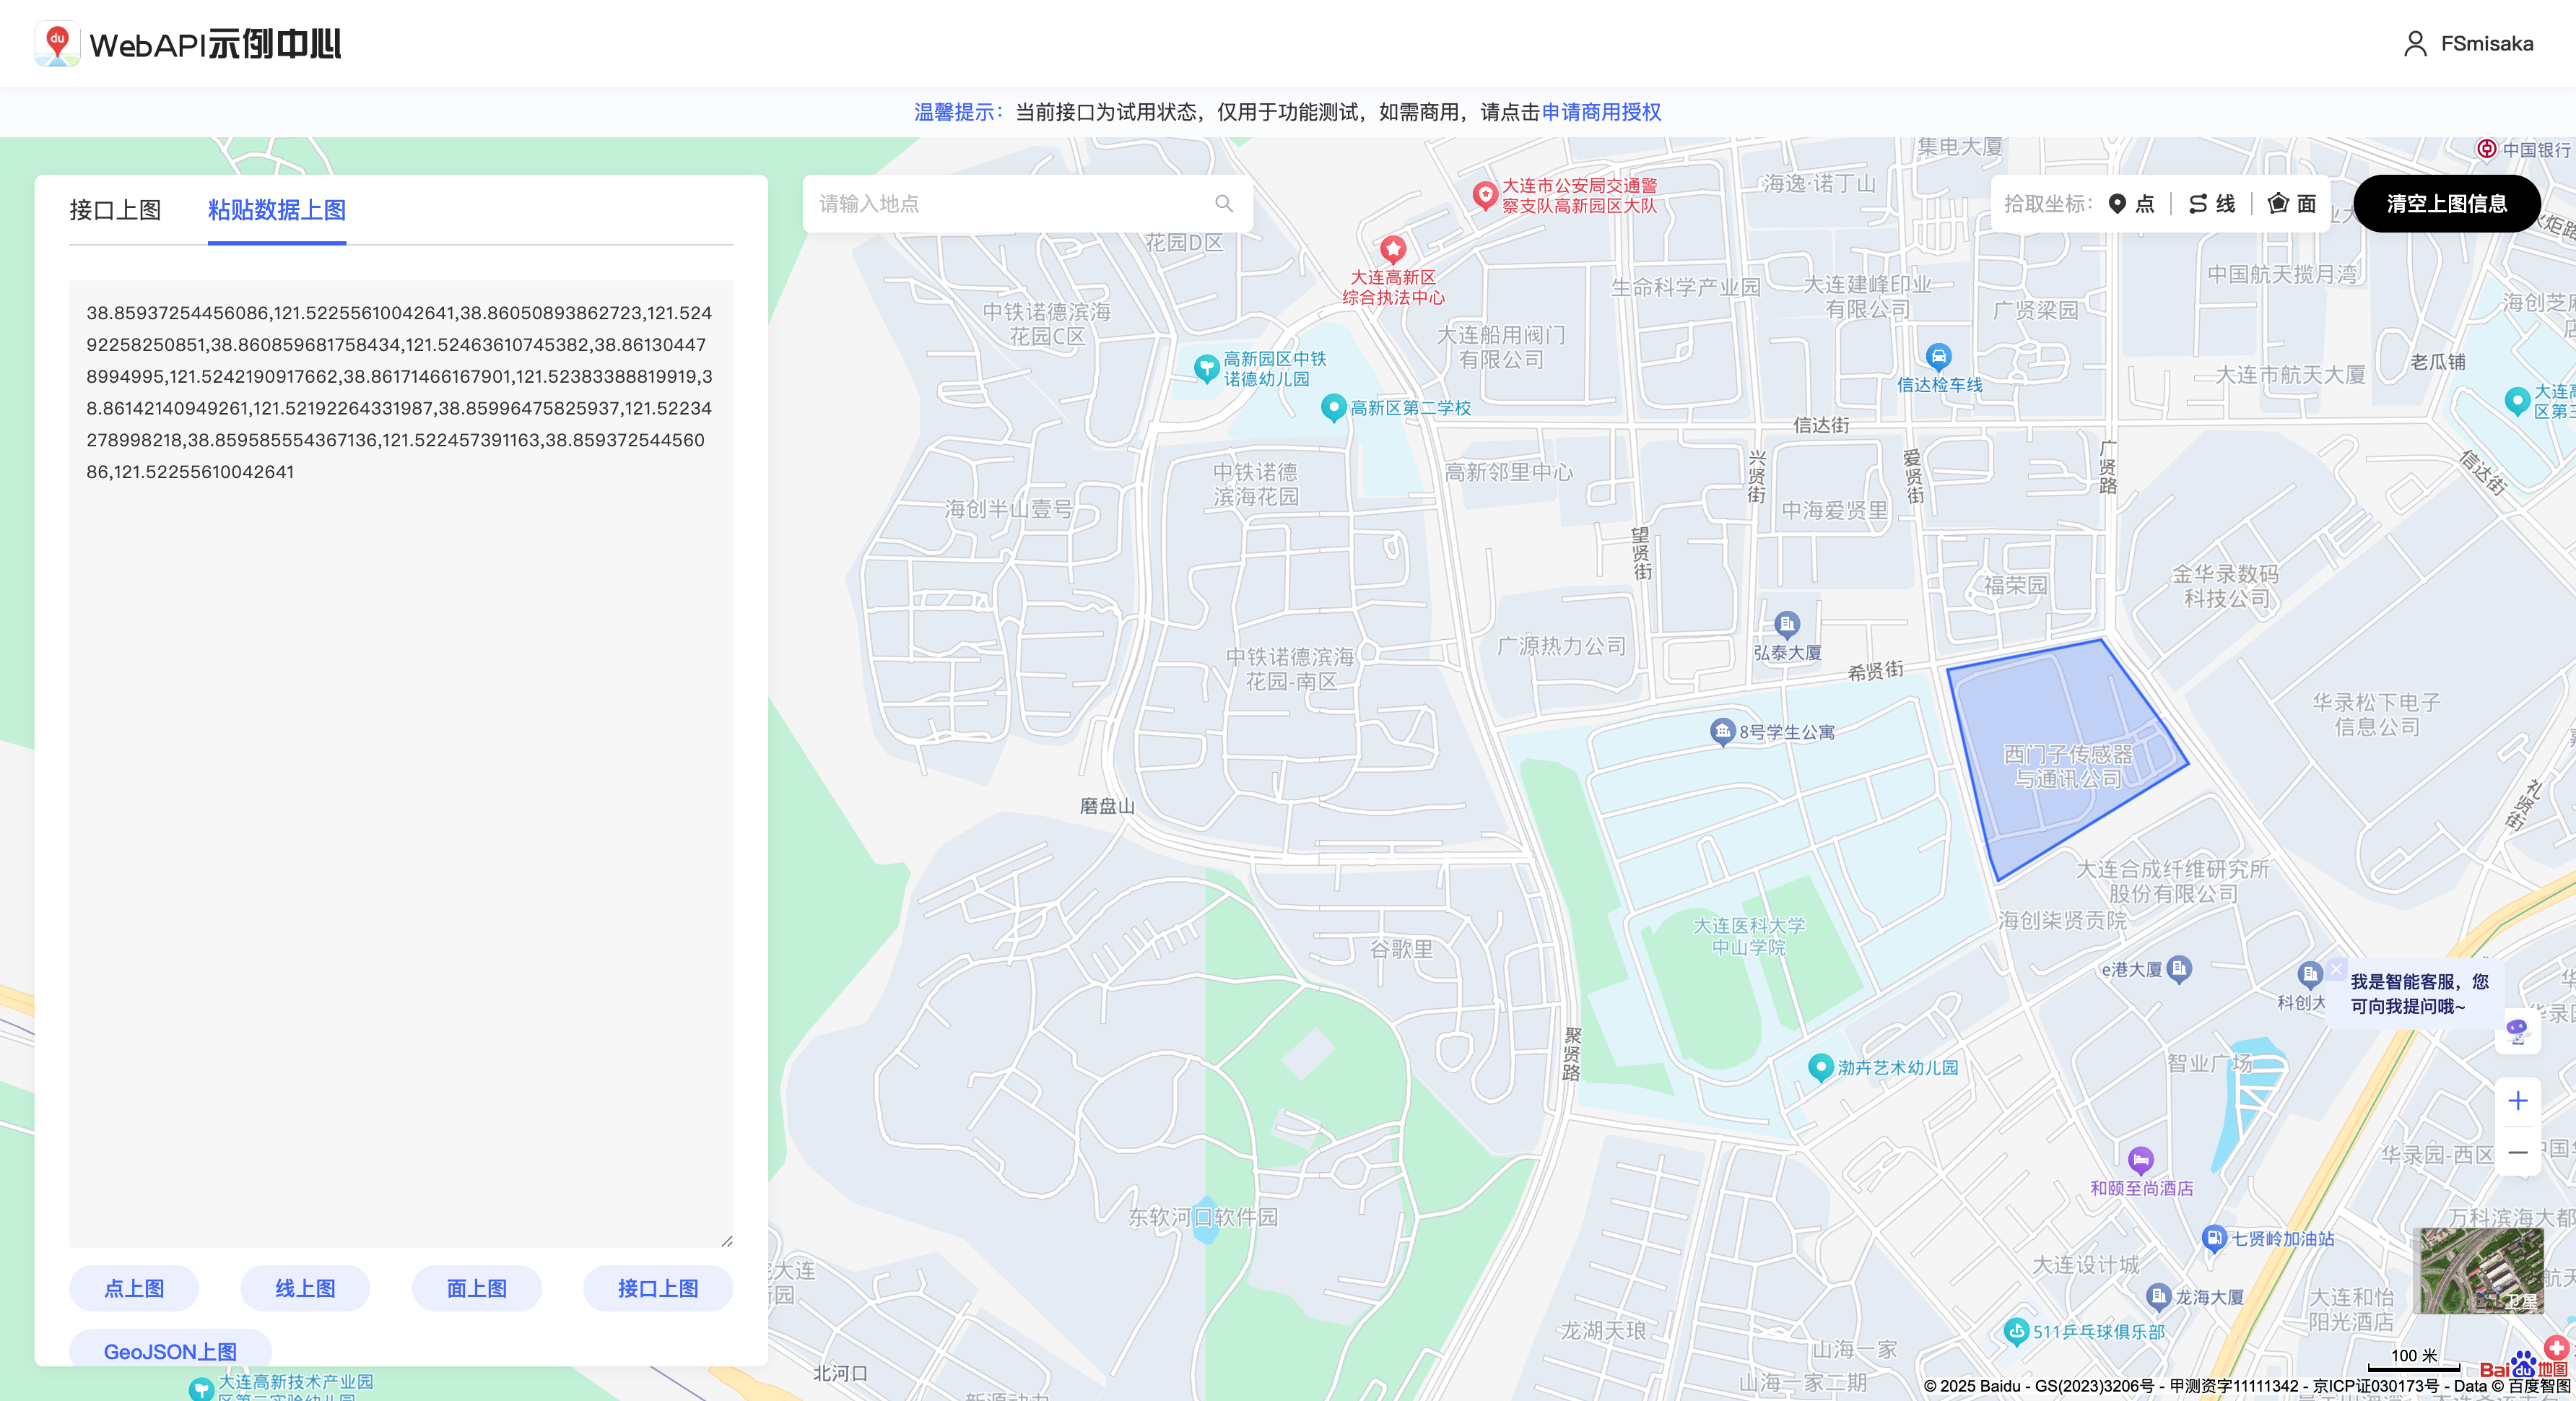 du WebAPI示例中心
FSmisaka
温馨提示：当前接口为试用状态，仅用于功能测试，如需商用，请点击申请商用授权
接口上图
粘贴数据上图
38.85937254456086,121.52255610042641,38.86050893862723,121.524
92258250851,38.860859681758434,121.52463610745382,38.86130447
8994995,121.5242190917662,38.86171466167901,121.52383388819919,3
8.86142140949261,121.52192264331987,38.85996475825937,121.52234
278998218,38.859585554367136,121.522457391163,38.859372544560
86,121.52255610042641
点上图
线上图
面上图
接口上图
GeoJSON上图
请输入地点
拾取坐标：
点
线
面
清空上图信息
集电大厦
中国银行
海逸·诺丁山
大连市公安局交通警
察支队高新园区大队
花园D区
大连高新区
综合执法中心
生命科学产业园
大连建峰印业
有限公司
广贤梁园
中国航天揽月湾
中铁诺德滨海
花园C区
大连船用阀门
有限公司
高新园区中铁
诺德幼儿园
信达检车线
大连市航天大厦
老瓜铺
高新区第二学校
信达街
中铁诺德
滨海花园
高新邻里中心
兴贤街
爱贤街
广贤路
信达街
海创半山壹号
中海爱贤里
望贤街
福荣园
金华录数码
科技公司
广源热力公司
弘泰大厦
中铁诺德滨海
花园-南区
希贤街
8号学生公寓
华录松下电子
信息公司
西门子传感器
与通讯公司
磨盘山
礼贤街
大连合成纤维研究所
股份有限公司
海创柒贤贡院
大连医科大学
中山学院
谷歌里
e港大厦
科创大
我是智能客服，您
可向我提问哦~
聚贤路
渤卉艺术幼儿园
智业广场
华录园-西区
和颐至尚酒店
东软河口软件园
万科滨海大都
七贤岭加油站
大连设计城
龙海大厦
大连和怡
阳光酒店
卫星
龙湖天琅
511乒乓球俱乐部
山海一家
山海一家二期
北河口
大连高新技术产业园
100 米
Bai du 地图
© 2025 Baidu - GS(2023)3206号 - 甲测资字11111342 - 京ICP证030173号 - Data © 百度智图